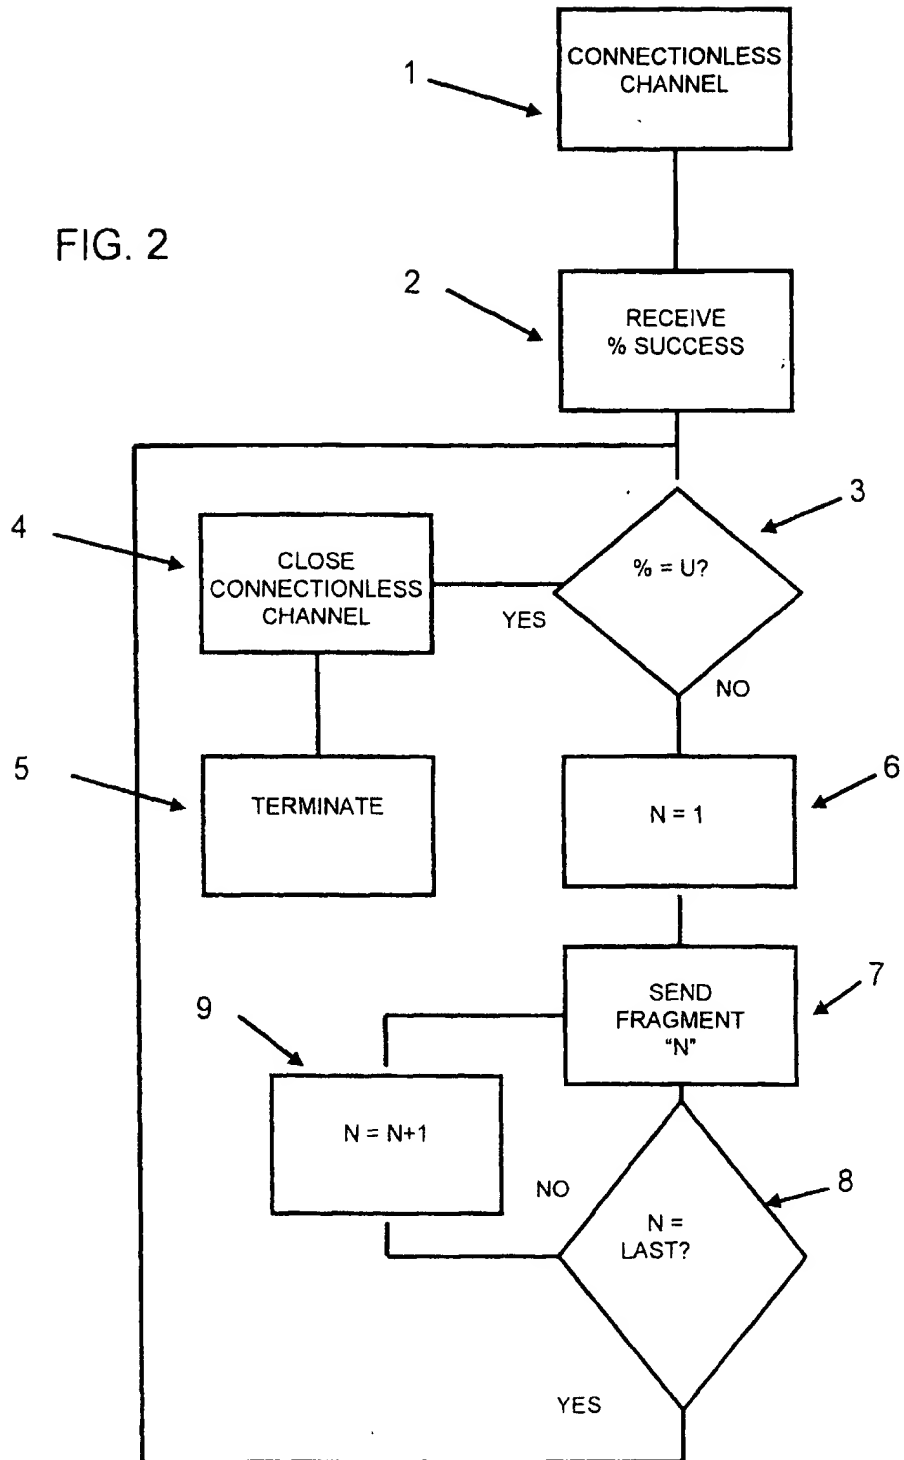 CONNECTIONLESS
CHANNEL
1
FIG. 2
2
RECEIVE
% SUCCESS
3
% = U?
4
CLOSE
CONNECTIONLESS
CHANNEL
YES
NO
5
TERMINATE
6
N = 1
7
SEND
FRAGMENT
"N"
9
N = N+1
NO
8
N =
LAST?
YES